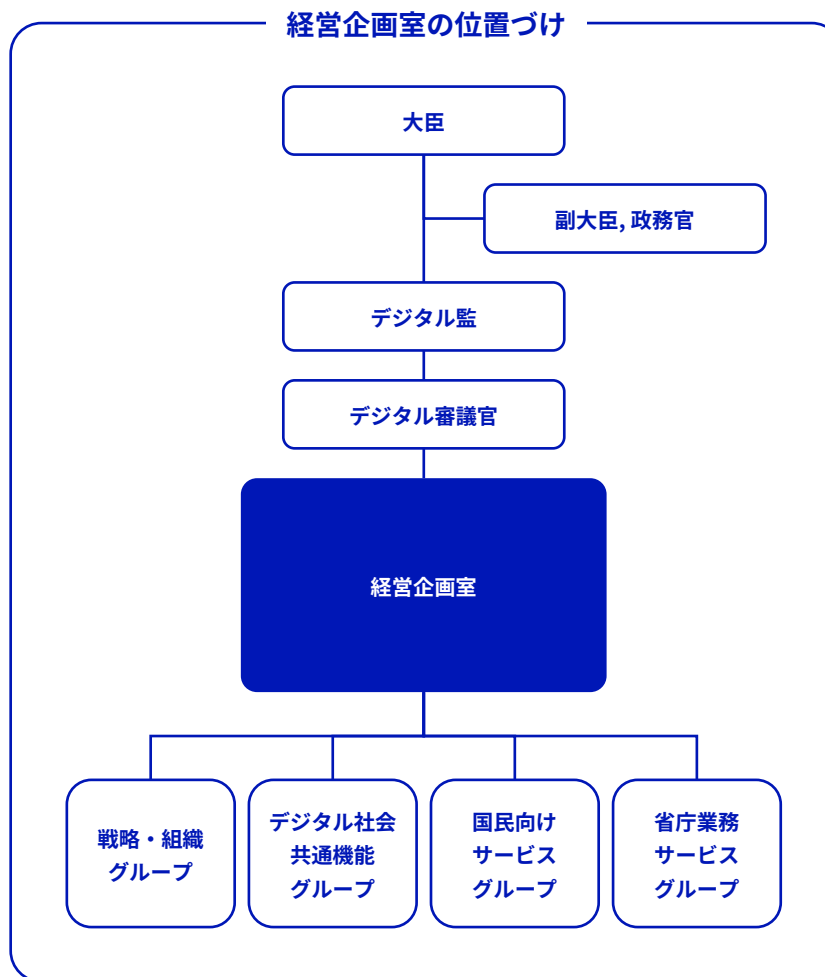 経営企画室の位置づけ
大臣
副大臣, 政務官
デジタル監
デジタル審議官
経営企画室
戦略・組織
グループ
デジタル社会
共通機能
グループ
国民向け
サービス
グループ
省庁業務
サービス
グループ